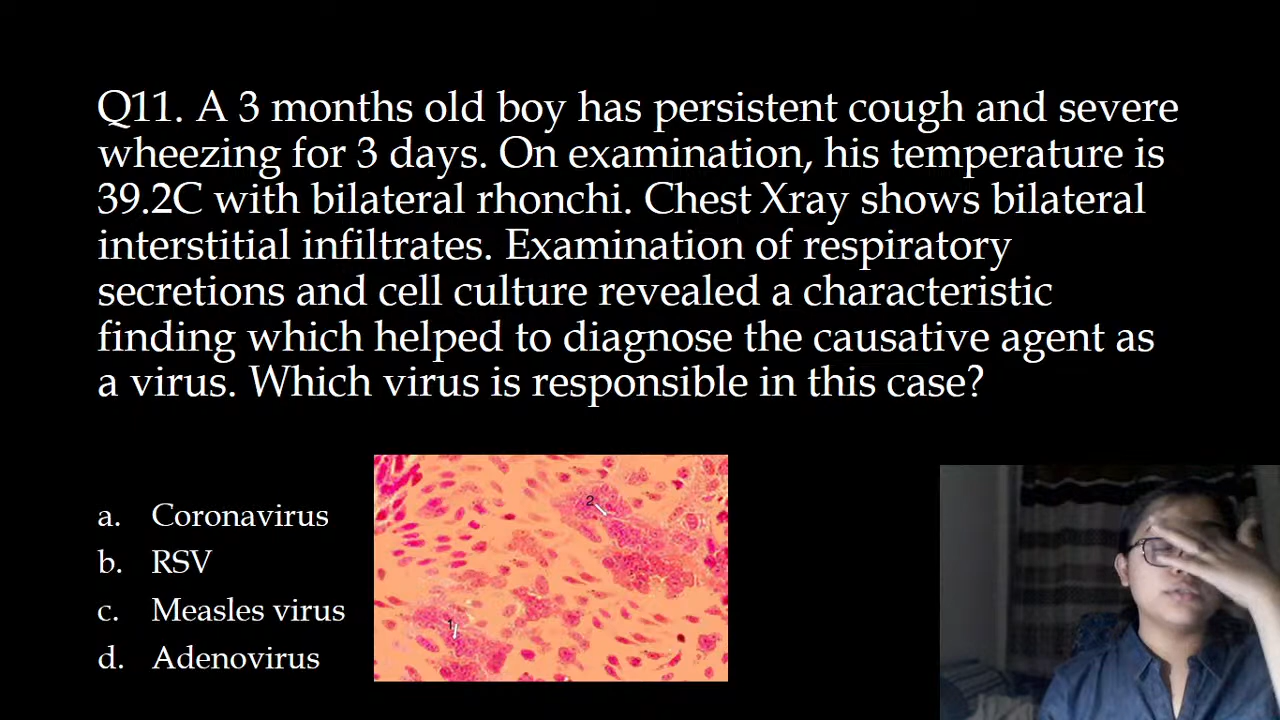 Q11. A 3 months old boy has persistent cough and severe
wheezing for 3 days. On examination, his temperature is
39.2C with bilateral rhonchi. Chest Xray shows bilateral
interstitial infiltrates. Examination of respiratory
secretions and cell culture revealed a characteristic
finding which helped to diagnose the causative agent as
a virus. Which virus is responsible in this case?
a. Coronavirus
b. RSV
c. Measles virus
d. Adenovirus
2
1